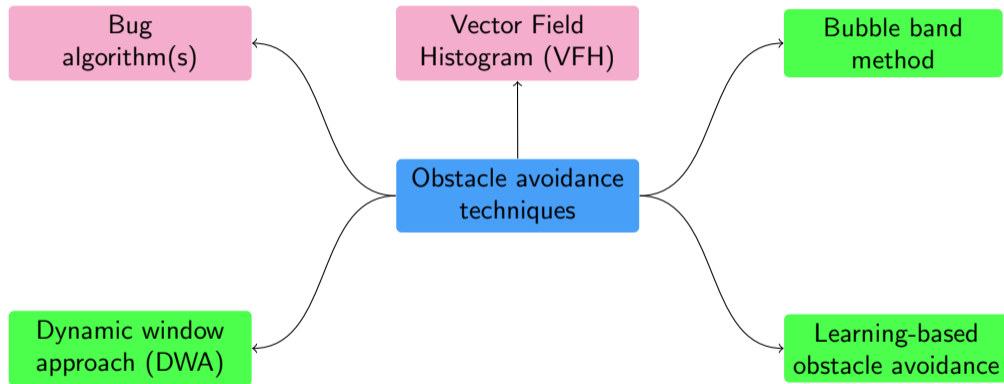 Bug
algorithm(s)
Vector Field
Histogram (VFH)
Bubble band
method
Obstacle avoidance
techniques
Dynamic window
approach (DWA)
Learning-based
obstacle avoidance